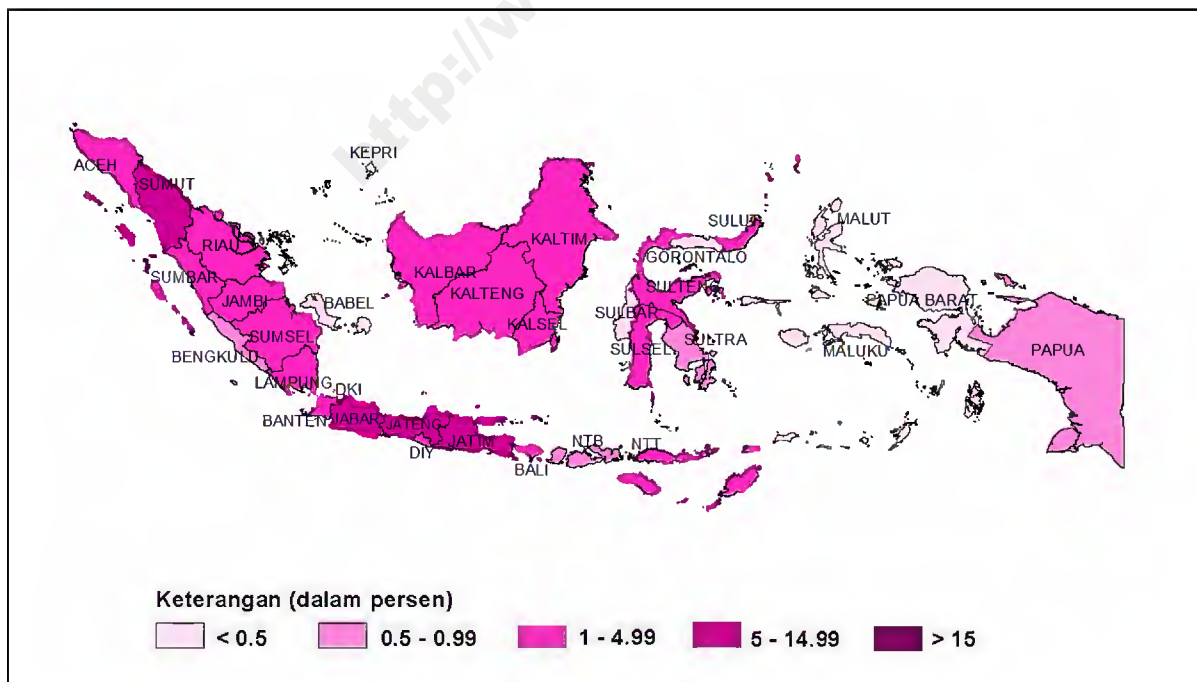 http://w
KEPRI
ACEH
SUMUT
MALUT
SULUT
RIAU
KALTIM
GORONTALO
KALBAR
SUMBAR
SULTENG
KALTENG
JAMBI
BABEL
PAPUA BARAT
SULBAR
KALSEL
SUMSEL
SULTRA
SULSEL
MALUKU
PAPUA
BENGKULU
LAMPUNG
DKI
BANTEN
JABAR
JATENG
JATIM
DIY
NTB
NTT
BALI
Keterangan (dalam persen)
< 0.5
0.5 - 0.99
1 - 4.99
5 - 14.99
> 15